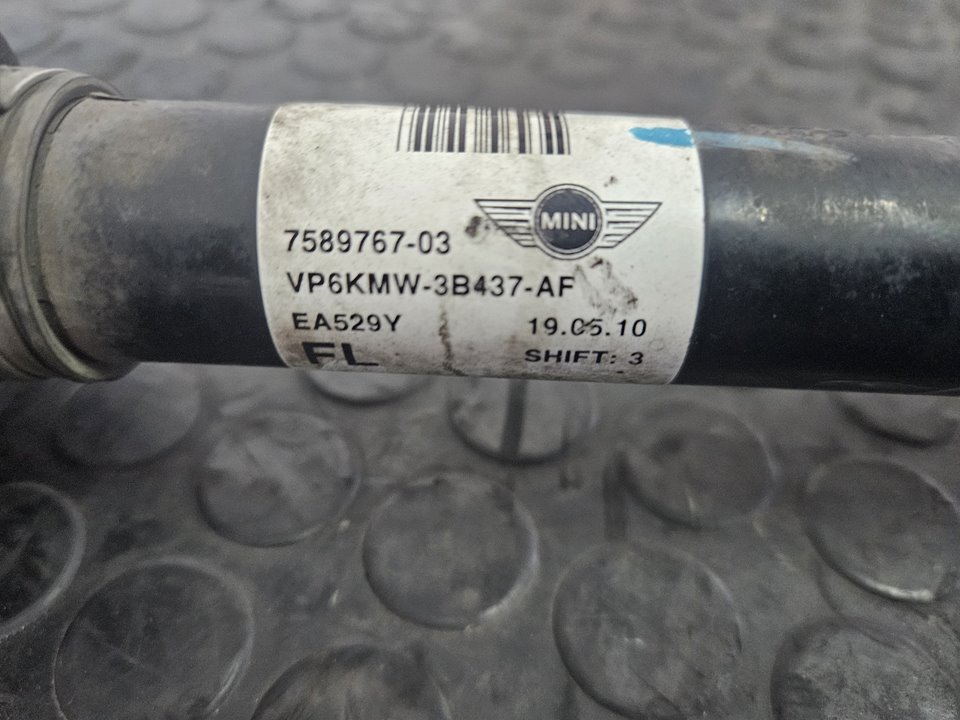 MINI
7589767-03
VP6KMW-3B437-AF
EA529Y
19.05.10
FL
SHIFT: 3